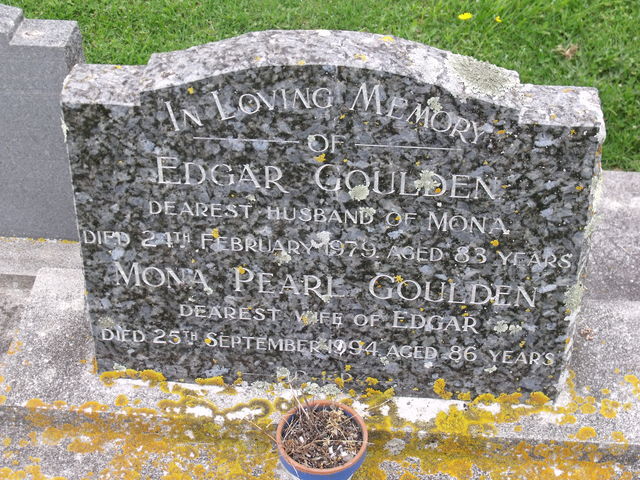 IN LOVING MEMORY
OF
EDGAR GOULDEN
DEAREST HUSBAND OF MONA
DIED 24TH FEBRUARY 1979 AGED 83 YEARS
MONA PEARL GOULDEN
DEAREST WIFE OF EDGAR
DIED 25TH SEPTEMBER 1994 AGED 86 YEARS